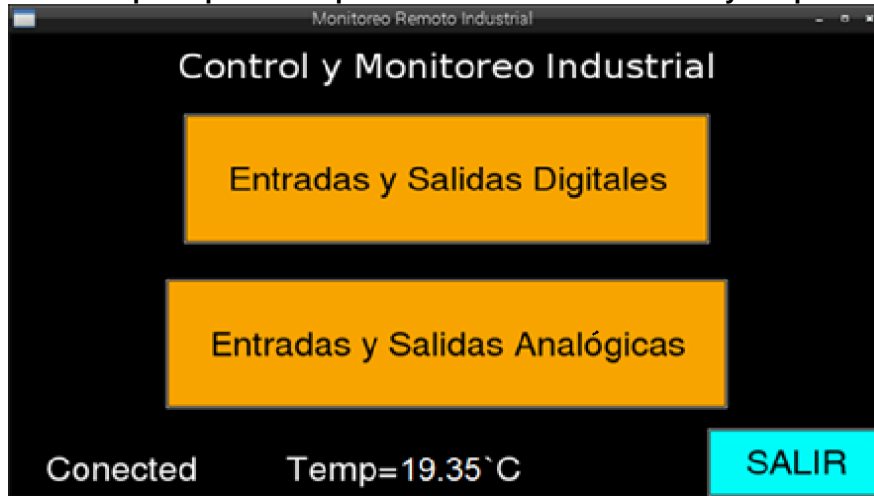 Monitoreo Remoto Industrial
Control y Monitoreo Industrial
Entradas y Salidas Digitales
Entradas y Salidas Analógicas
Conected Temp=19.35`C SALIR